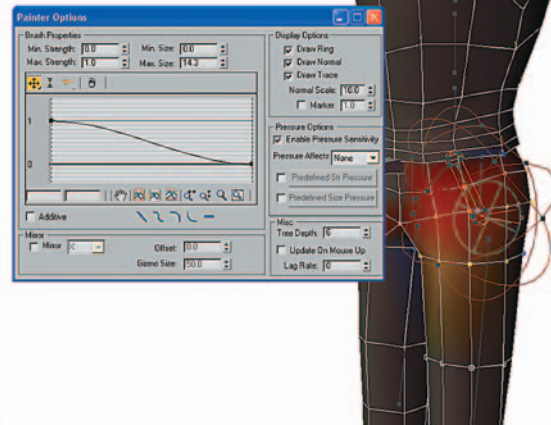 Painter Options
Brush Properties
Min. Strength: 0.0 Min. Size: 0.0
Max. Strength: 1.0 Max. Size: 14.3
1
0
Additive
Mirror
Mirror X Offset: 0.0
Gizmo Size: 50.0
Display Options
Draw Ring
Draw Normal
Draw Trace
Normal Scale: 10.0
Marker 1.0
Pressure Options
Enable Pressure Sensitivity
Pressure Affects None
Predefined Str Pressure
Predefined Size Pressure
Misc
Tree Depth: 6
Update On Mouse Up
Lag Rate: 0